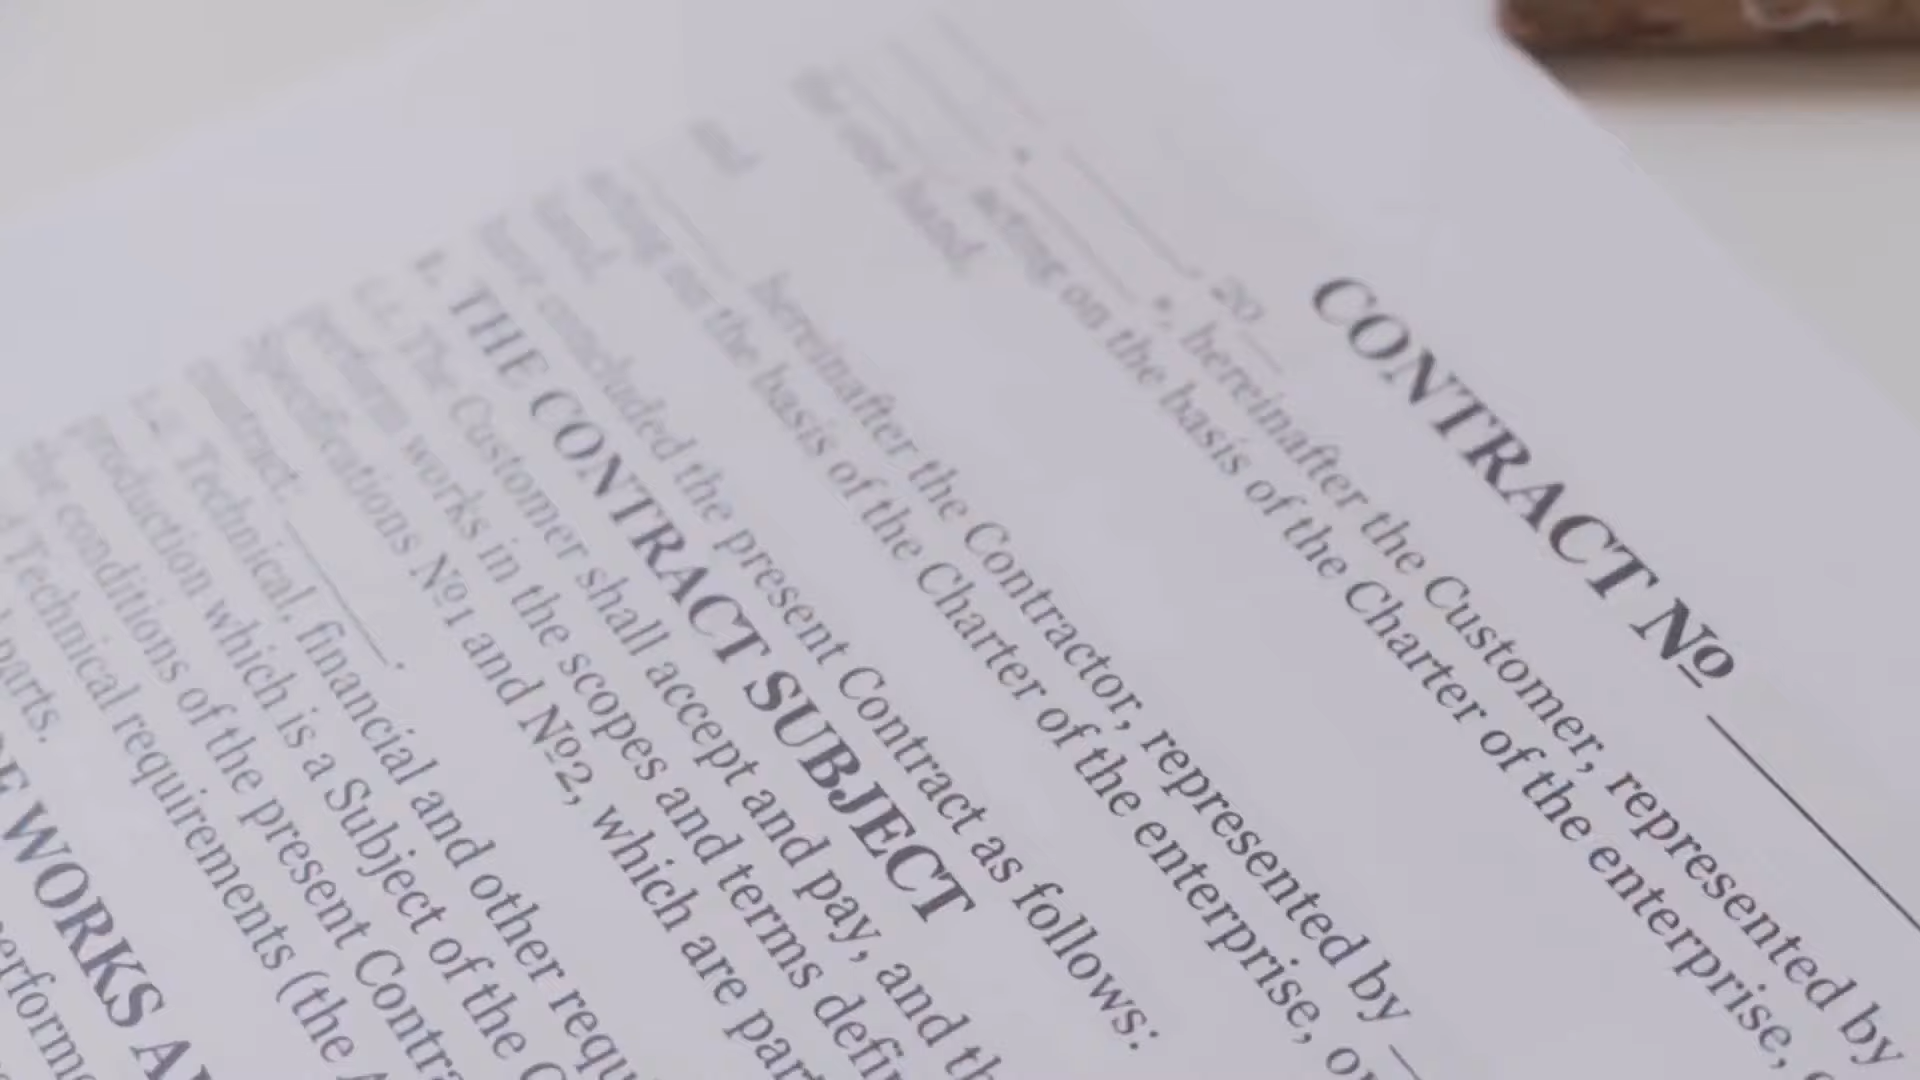 CONTRACT №
20
, hereinafter the Customer, represented by
acting on the basis of the Charter of the enterprise,
the one hand,
and
hereinafter the Contractor, represented by
acting on the basis of the Charter of the enterprise,
hand,
have concluded the present Contract as follows:
1. THE CONTRACT SUBJECT
1.1. The Customer shall accept and pay, and
perform works in the scopes and terms
Specifications №1 and №2, which are
contract.
1.2. Technical, financial and other
production which is a Subject of the
the conditions of the present
Technical requirements (the
parts.
WORKS